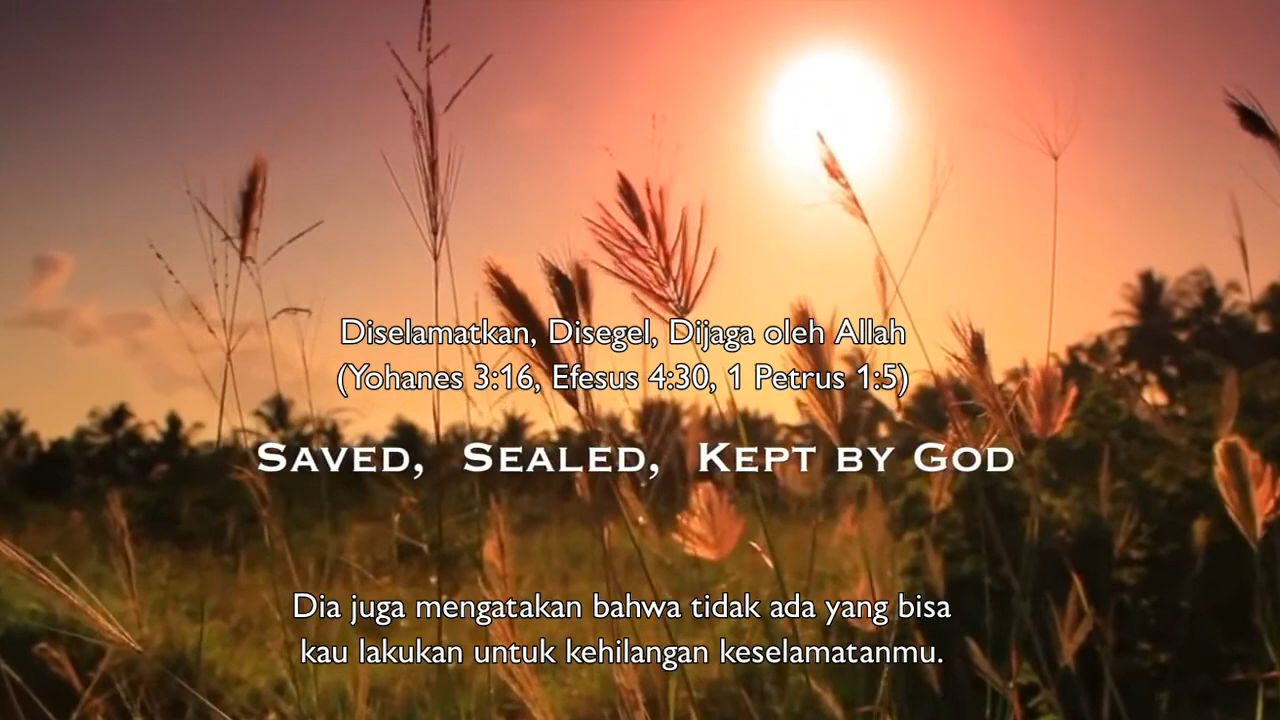 Diselamatkan, Disegel, Dijaga oleh Allah
(Yohanes 3:16, Efesus 4:30, 1 Petrus 1:5)
SAVED, SEALED, KEPT BY GOD
Dia juga mengatakan bahwa tidak ada yang bisa
kau lakukan untuk kehilangan keselamatanmu.